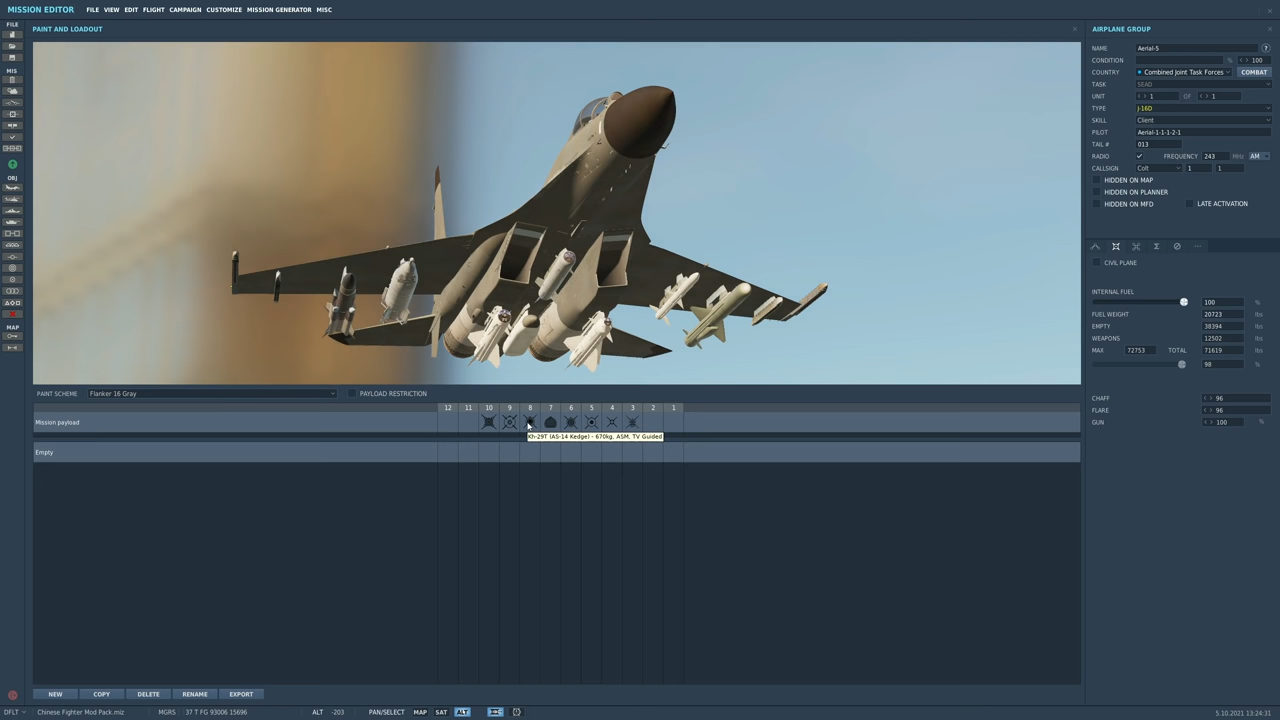 MISSION EDITOR FILE VIEW EDIT FLIGHT CAMPAIGN CUSTOMIZE MISSION GENERATOR MISC
FILE
MIS
OBJ
MAP
PAINT AND LOADOUT
PAINT SCHEME Flanker 16 Gray PAYLOAD RESTRICTION
12 11 10 9 8 7 6 5 4 3 2 1
Mission payload
Kh-29T (AS-14 Kedge) - 670kg, ASM, TV Guided
Empty
NEW COPY DELETE RENAME EXPORT
AIRPLANE GROUP
NAME Aerial-5 ?
CONDITION % < > 100
COUNTRY Combined Joint Task Forces COMBAT
TASK SEAD
UNIT < > 1 OF < > 1
TYPE J-16D
SKILL Client
PILOT Aerial-1-1-1-2-1
TAIL # 013
RADIO FREQUENCY 243 MHz AM
CALLSIGN Colt 1 1
HIDDEN ON MAP
HIDDEN ON PLANNER
HIDDEN ON MFD LATE ACTIVATION
CIVIL PLANE
INTERNAL FUEL
100 %
FUEL WEIGHT 20723 lbs
EMPTY 38394 lbs
WEAPONS 12502 lbs
MAX 72753 TOTAL 71619 lbs
98 %
CHAFF < > 96
FLARE < > 96
GUN < > 100 %
DFLT Chinese Fighter Mod Pack.miz MGRS 37 T FG 93006 15696 ALT -203 PAN/SELECT MAP SAT ALT 5.10.2021 13:24:31